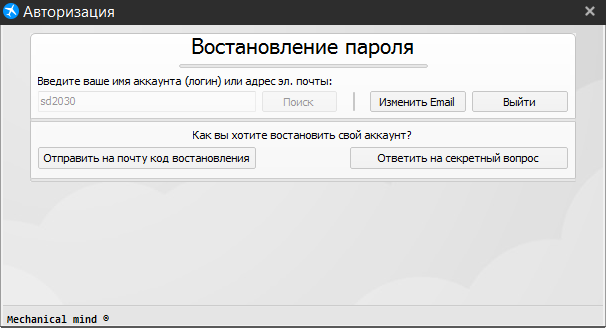 Авторизация
Востановление пароля
Введите ваше имя аккаунта (логин) или адрес эл. почты:
sd2030 Поиск Изменить Email Выйти
Как вы хотите востановить свой аккаунт?
Отправить на почту код востановления Ответить на секретный вопрос
Mechanical mind ®